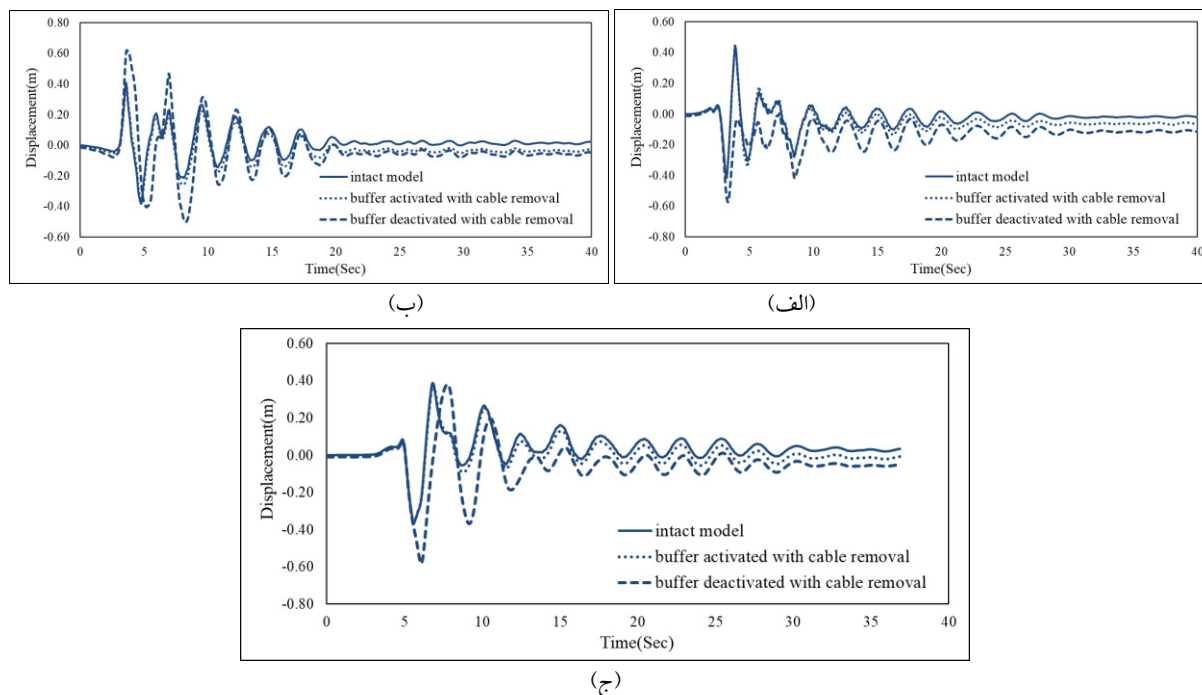 0.80
0.60
0.40
0.20
0.00
-0.20
-0.40
-0.60
Displacement(m)
intact model
buffer activated with cable removal
buffer deactivated with cable removal
0 5 10 15 20 25 30 35 40
Time(Sec)
(ب)
0.60
0.40
0.20
0.00
-0.20
-0.40
-0.60
-0.80
Displacement(m)
intact model
buffer activated with cable removal
buffer deactivated with cable removal
0 5 10 15 20 25 30 35 40
Time(Sec)
(الف)
0.60
0.40
0.20
0.00
-0.20
-0.40
-0.60
-0.80
Displacement(m)
intact model
buffer activated with cable removal
buffer deactivated with cable removal
0 5 10 15 20 25 30 35 40
Time(Sec)
(ج)